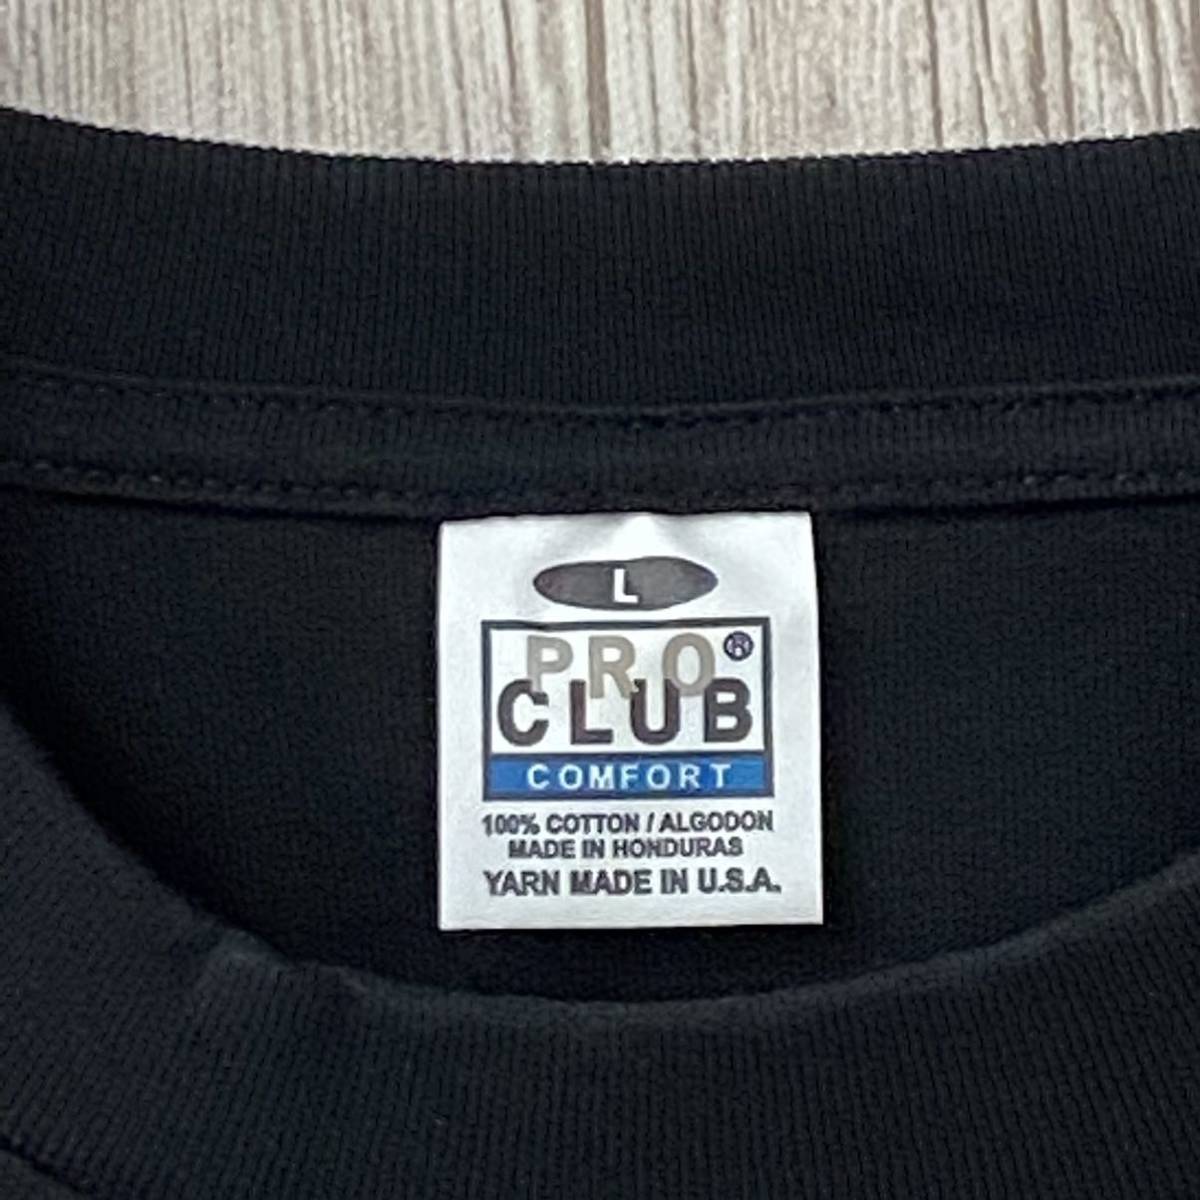 L
PRO®
CLUB
COMFORT
100% COTTON / ALGODON
MADE IN HONDURAS
YARN MADE IN U.S.A.